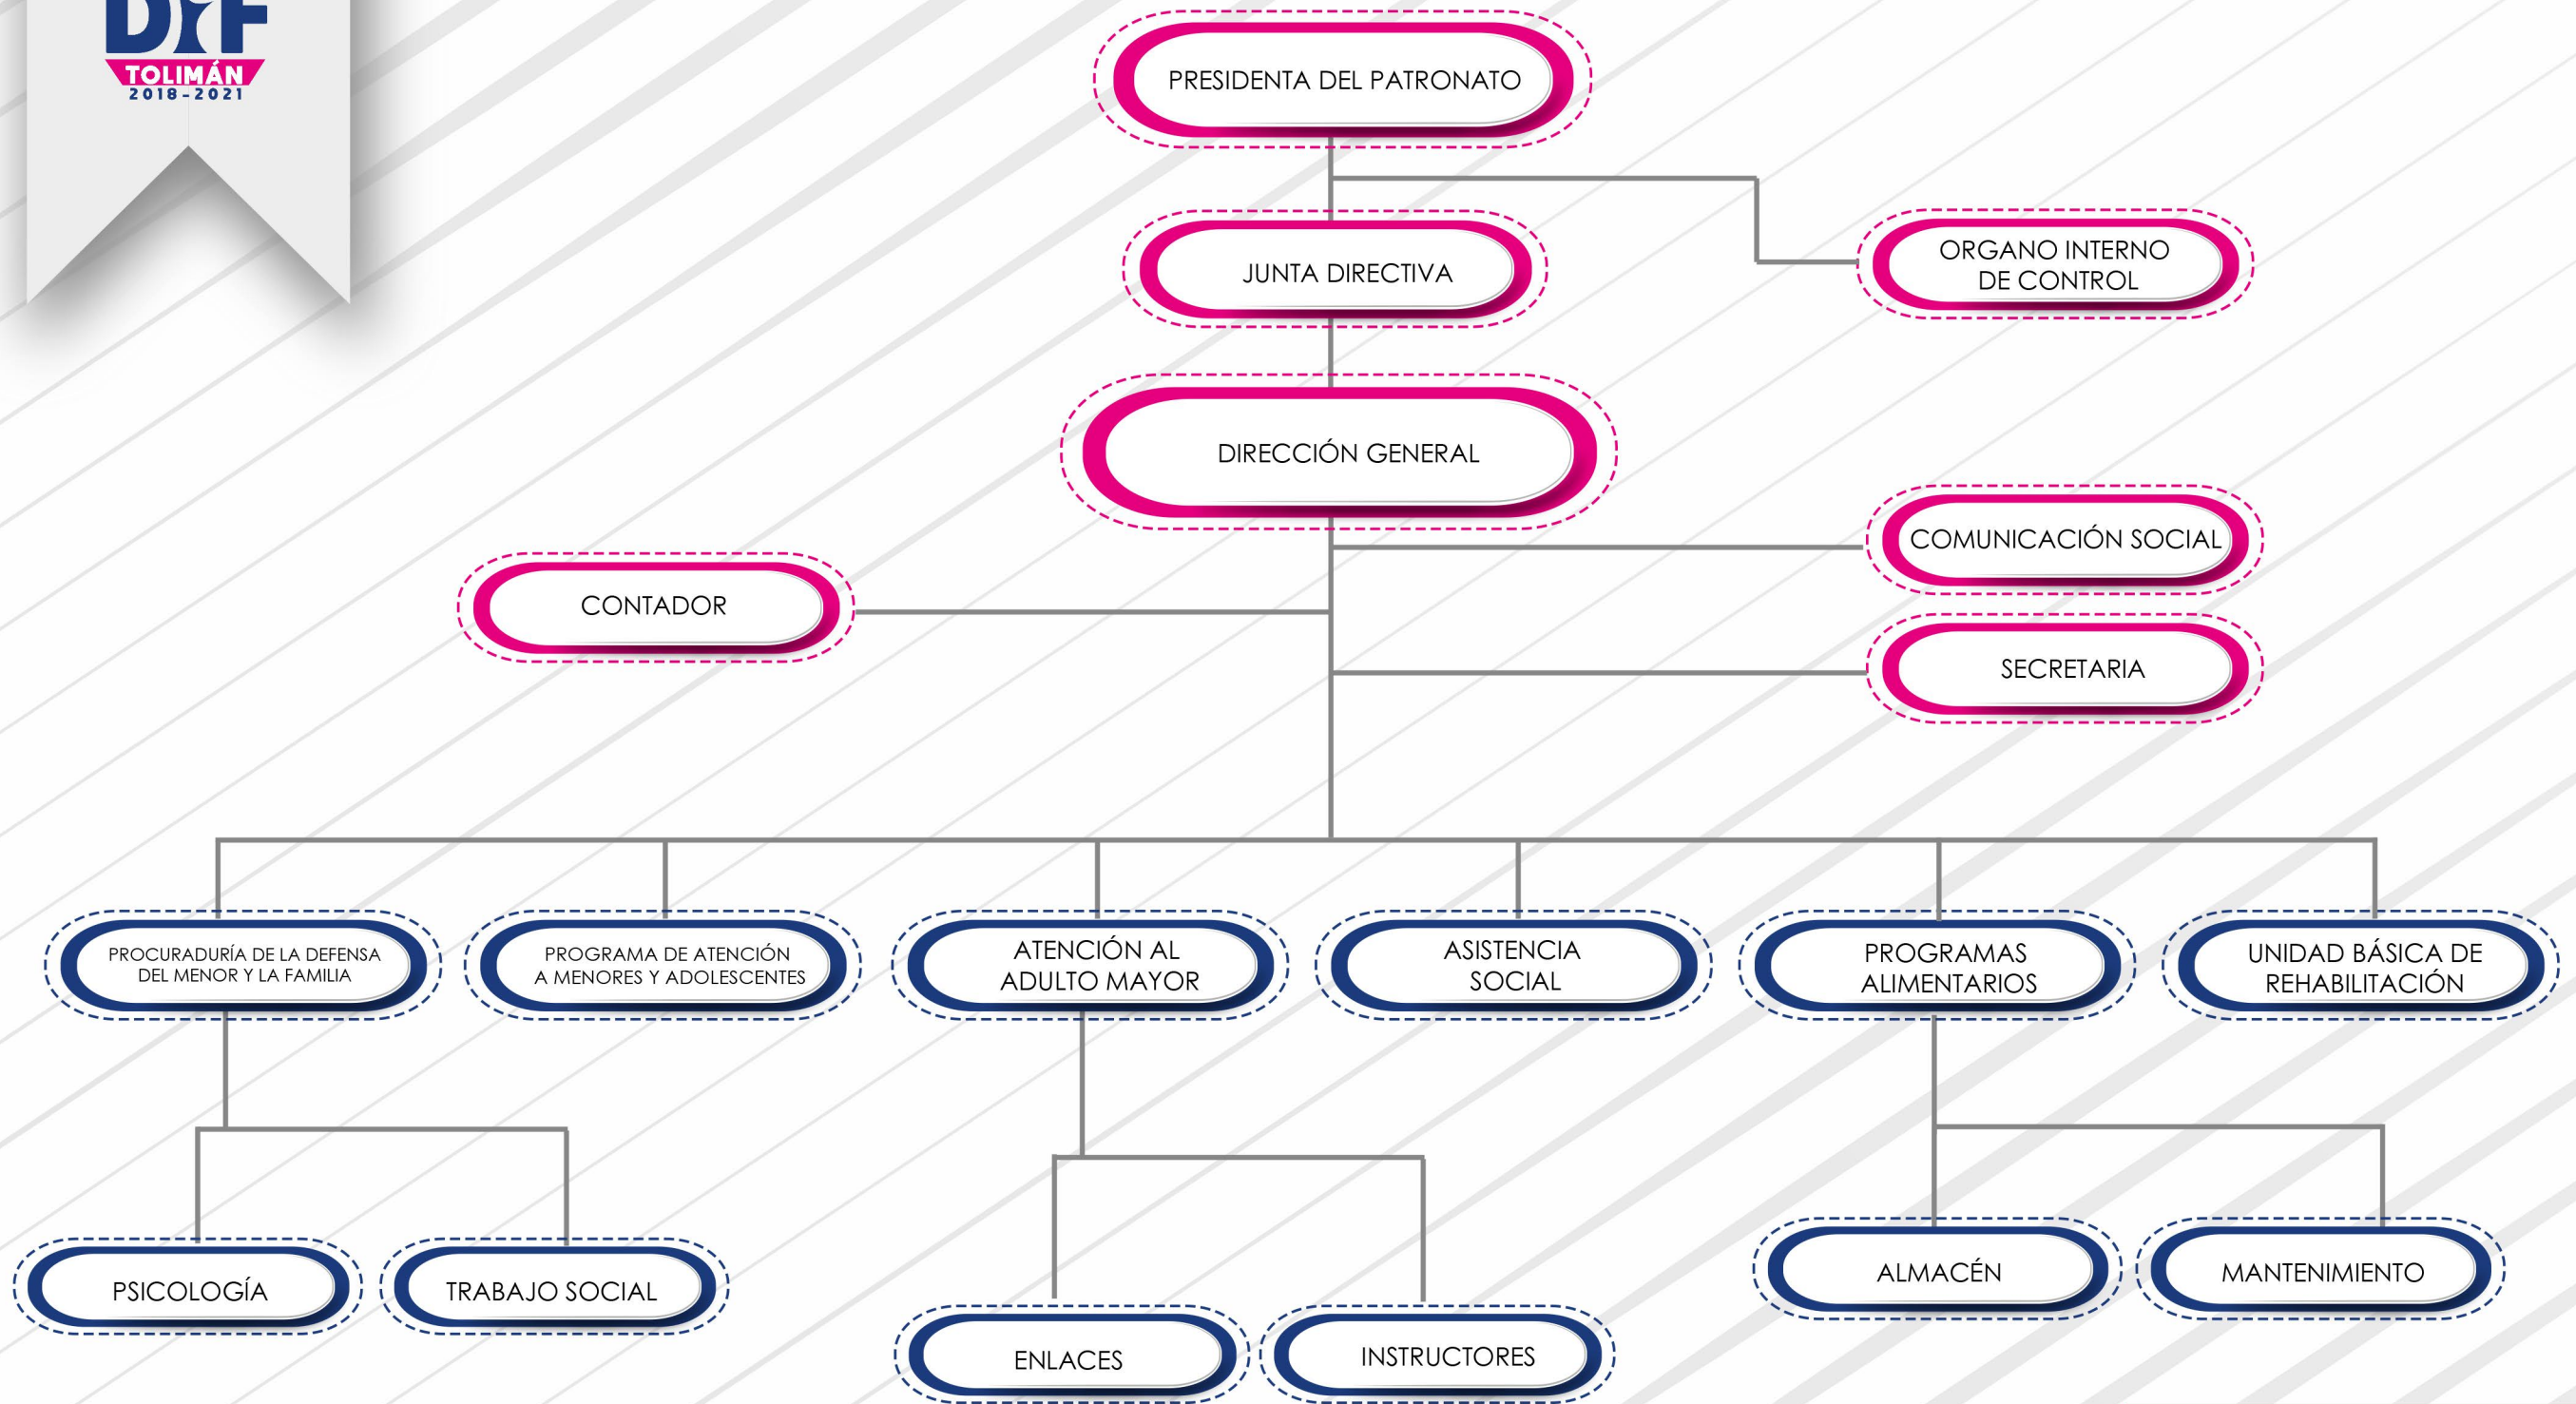 DIF
TOLIMÁN
2018-2021
PRESIDENTA DEL PATRONATO
JUNTA DIRECTIVA
ORGANO INTERNO
DE CONTROL
DIRECCIÓN GENERAL
COMUNICACIÓN SOCIAL
CONTADOR
SECRETARIA
PROCURADURÍA DE LA DEFENSA
DEL MENOR Y LA FAMILIA
PROGRAMA DE ATENCIÓN
A MENORES Y ADOLESCENTES
ATENCIÓN AL
ADULTO MAYOR
ASISTENCIA
SOCIAL
PROGRAMAS
ALIMENTARIOS
UNIDAD BÁSICA DE
REHABILITACIÓN
PSICOLOGÍA
TRABAJO SOCIAL
ENLACES
INSTRUCTORES
ALMACÉN
MANTENIMIENTO